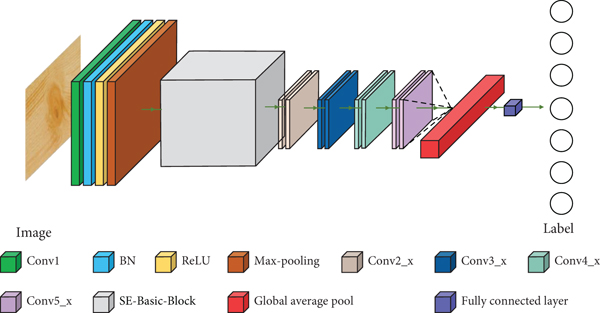 Image
Label
Conv1
BN
ReLU
Max-pooling
Conv2_x
Conv3_x
Conv4_x
Conv5_x
SE-Basic-Block
Global average pool
Fully connected layer